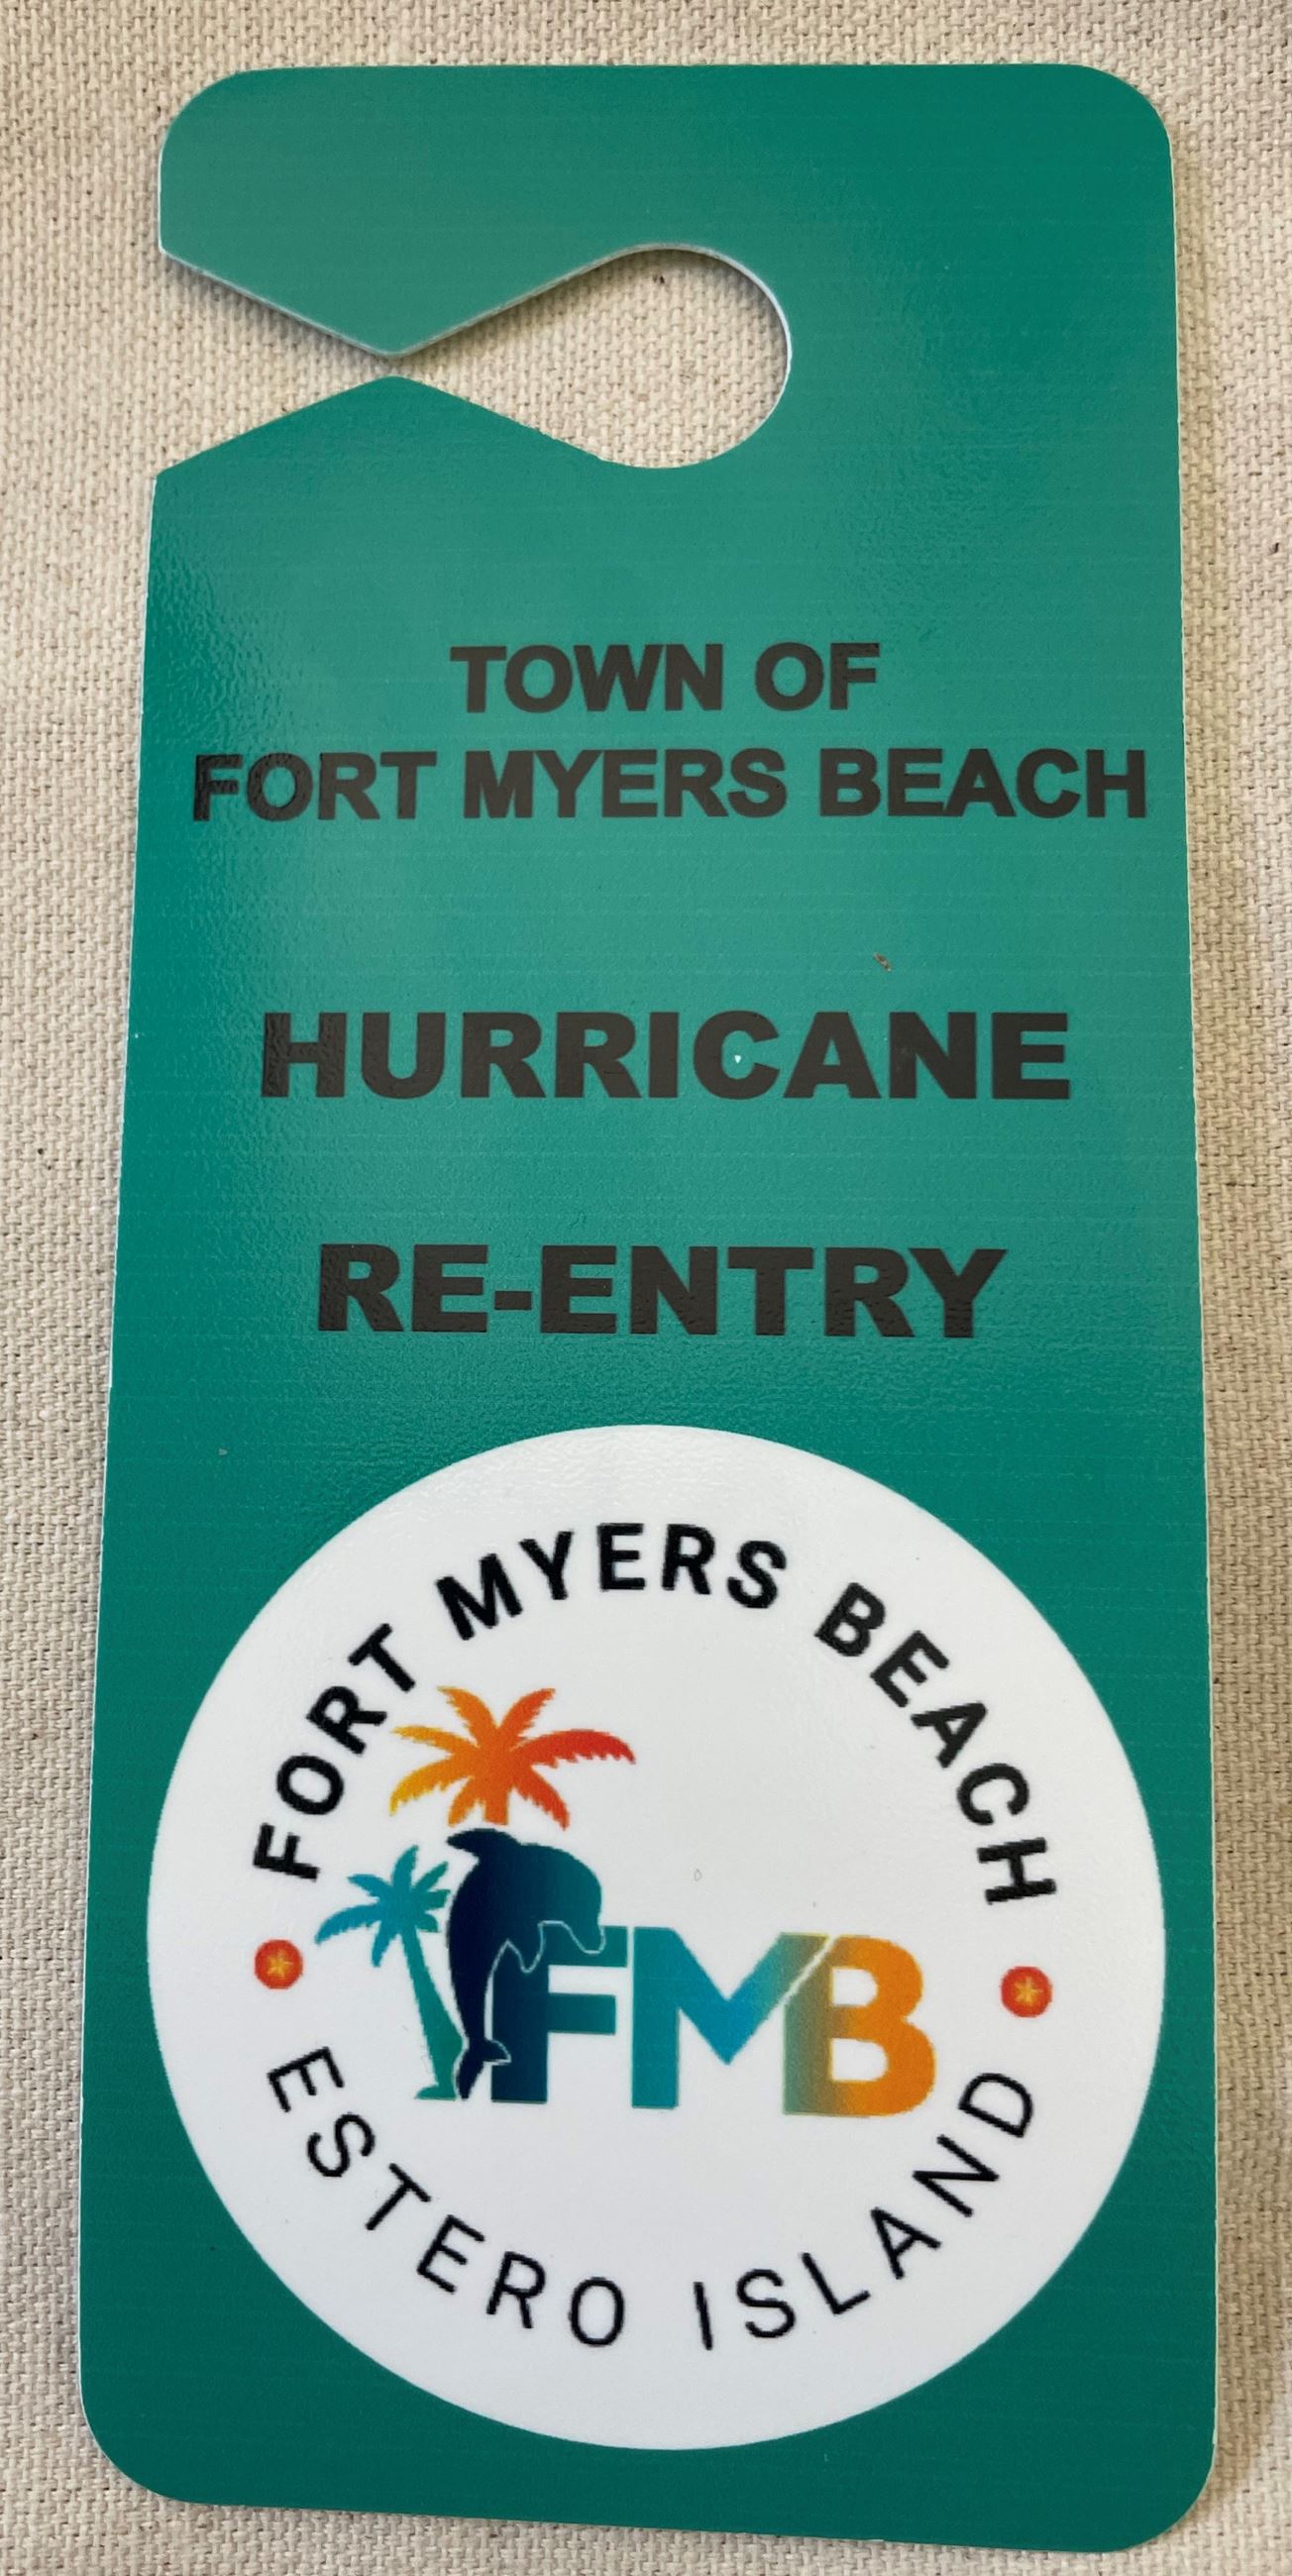 TOWN OF
FORT MYERS BEACH
HURRICANE
RE-ENTRY
FORT MYERS BEACH
FMB
ESTERO ISLAND